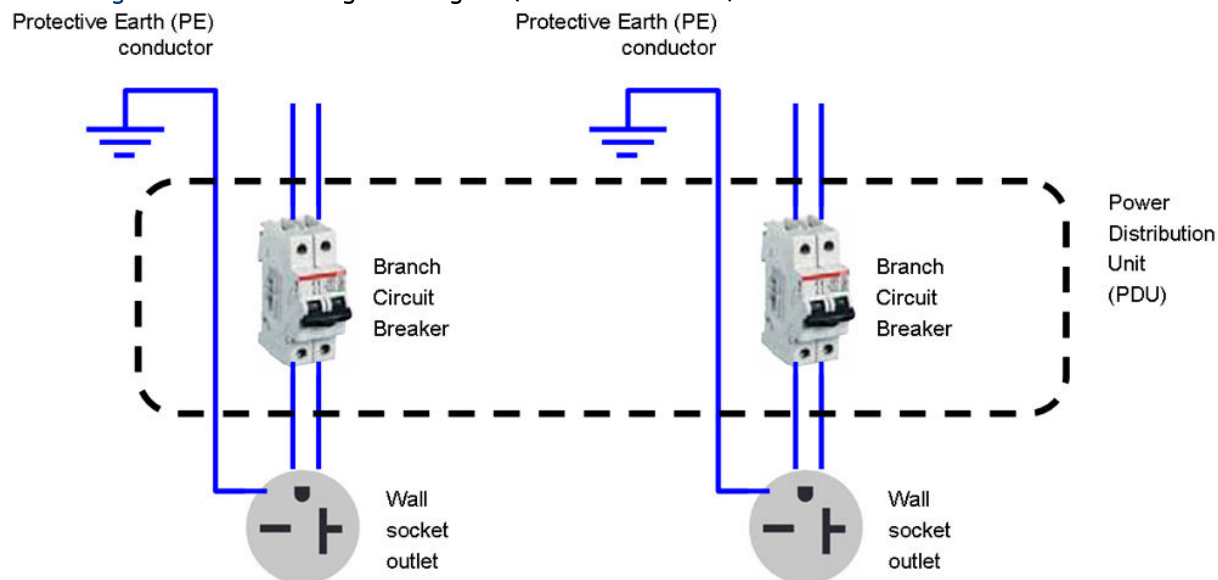 Protective Earth (PE)
conductor
Protective Earth (PE)
conductor
Branch
Circuit
Breaker
Branch
Circuit
Breaker
Power
Distribution
Unit
(PDU)
Wall
socket
outlet
Wall
socket
outlet